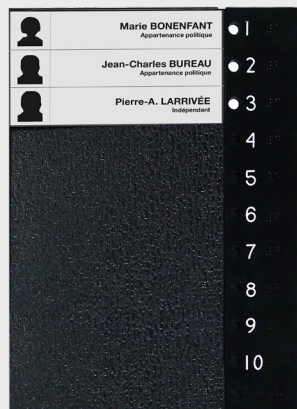 Marie BONENFANT
Appartenance politique
1
Jean-Charles BUREAU
Appartenance politique
2
Pierre-A. LARRIVÉE
Indépendant
3
4
5
6
7
8
9
10